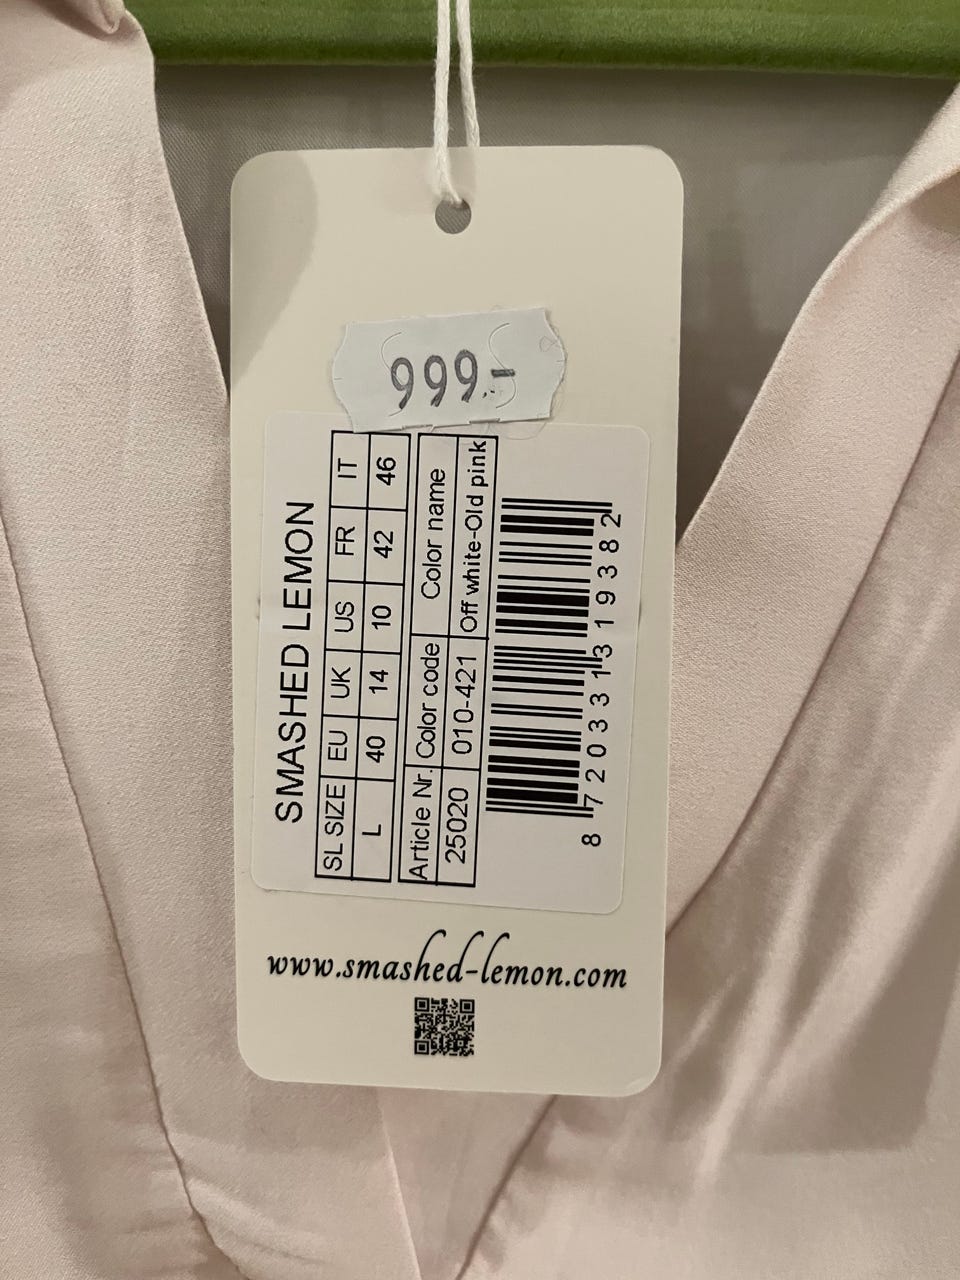 999.-
SMASHED LEMON
SL SIZE EU UK US FR IT
L 40 14 10 42 46
Article Nr. Color code Color name
25020 010-421 Off white-Old pink
8 720331 319382
www.smashed-lemon.com